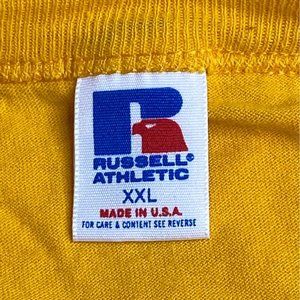 RUSSELL®
ATHLETIC
XXL
MADE IN U.S.A.
FOR CARE & CONTENT SEE REVERSE